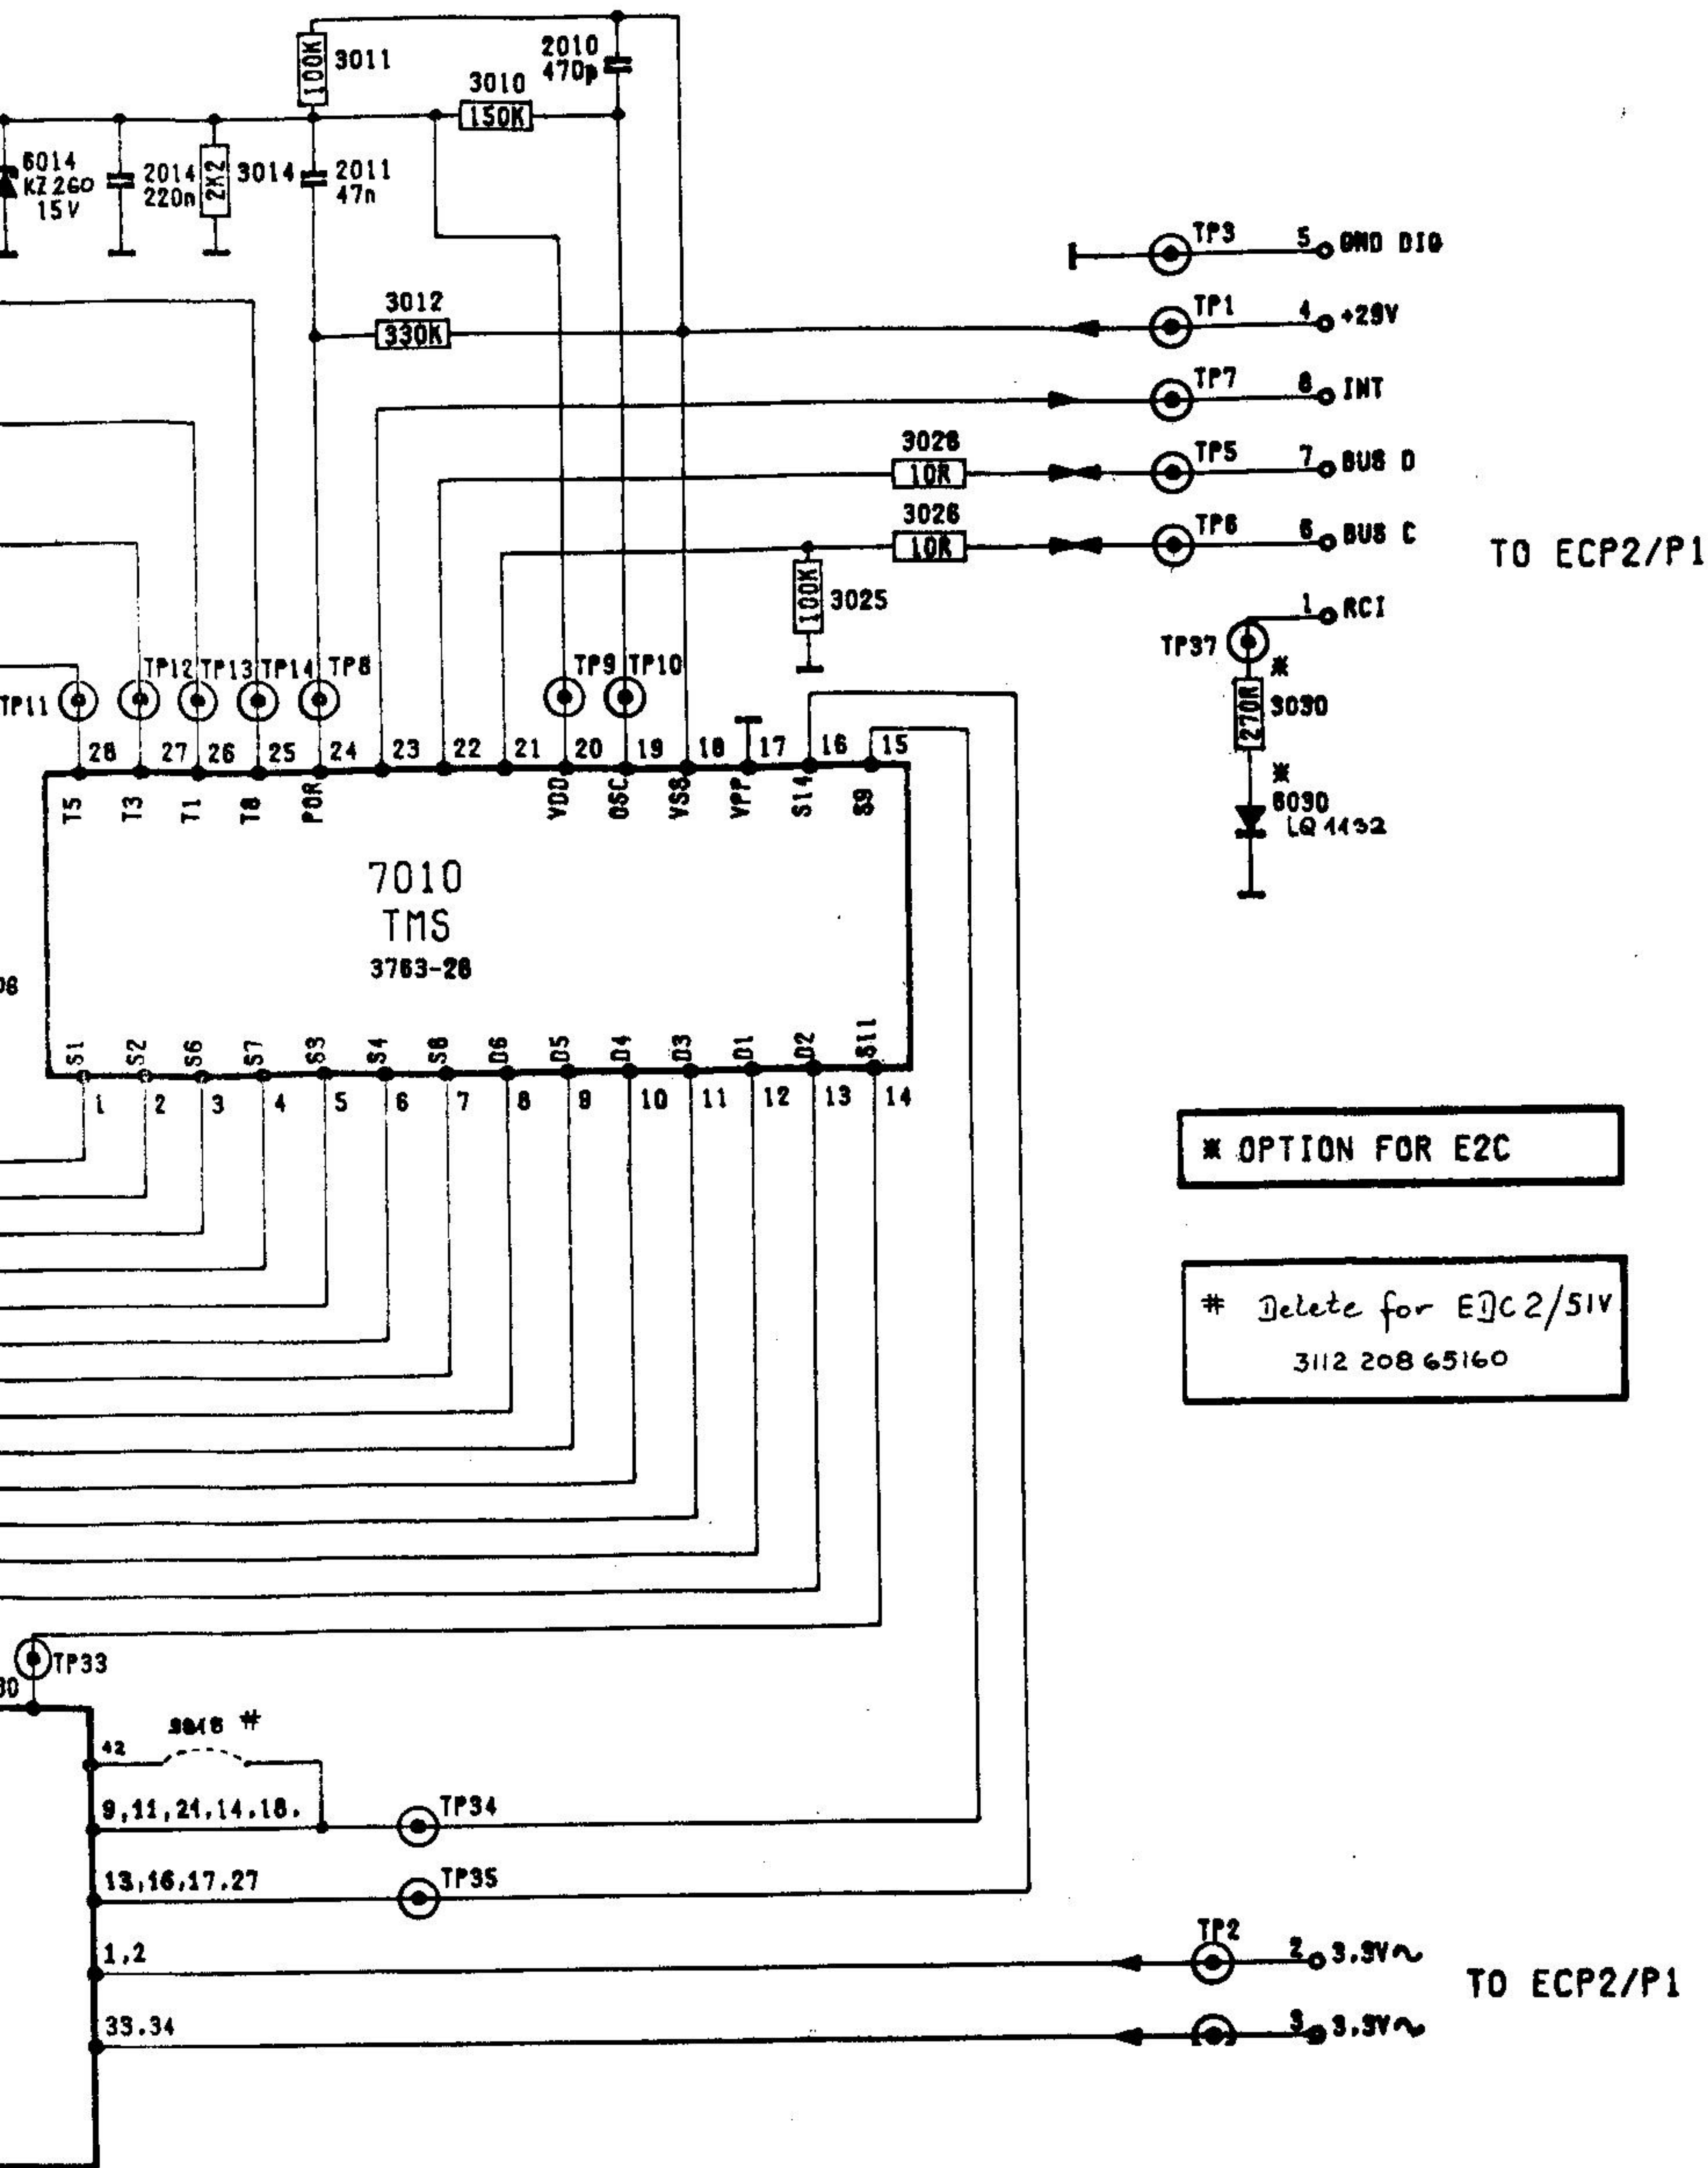 100K
3011
2010
470p
3010
150K
6014
KZ260
15V
2014
220n
2K2
3014
2011
47n
TP3
5
GND DIG
3012
330K
TP1
4
+29V
TP7
8
INT
3028
10R
TP5
7
BUS D
3026
10R
TP6
6
BUS C
TO ECP2/P1
100K
3025
1
RCI
TP37
*
270R
3090
*
6090
LQ 1132
TP11
TP12
TP13
TP14
TP8
TP9
TP10
28
27
26
25
24
23
22
21
20
19
18
17
16
15
T5
T3
T1
T8
POR
VDD
OSC
VSS
VPP
S14
S9
7010
TMS
3763-28
S1
S2
S6
S7
S3
S4
S8
D6
D5
D4
D3
D1
D2
S11
1
2
3
4
5
6
7
8
9
10
11
12
13
14
* OPTION FOR E2C
# Delete for EDC2/51V
3112 208 65160
TP33
#
42
9,11,21.14.18.
TP34
13,16,17.27
TP35
1,2
TP2
2
3.3V~
TO ECP2/P1
33.34
3
3.3V~